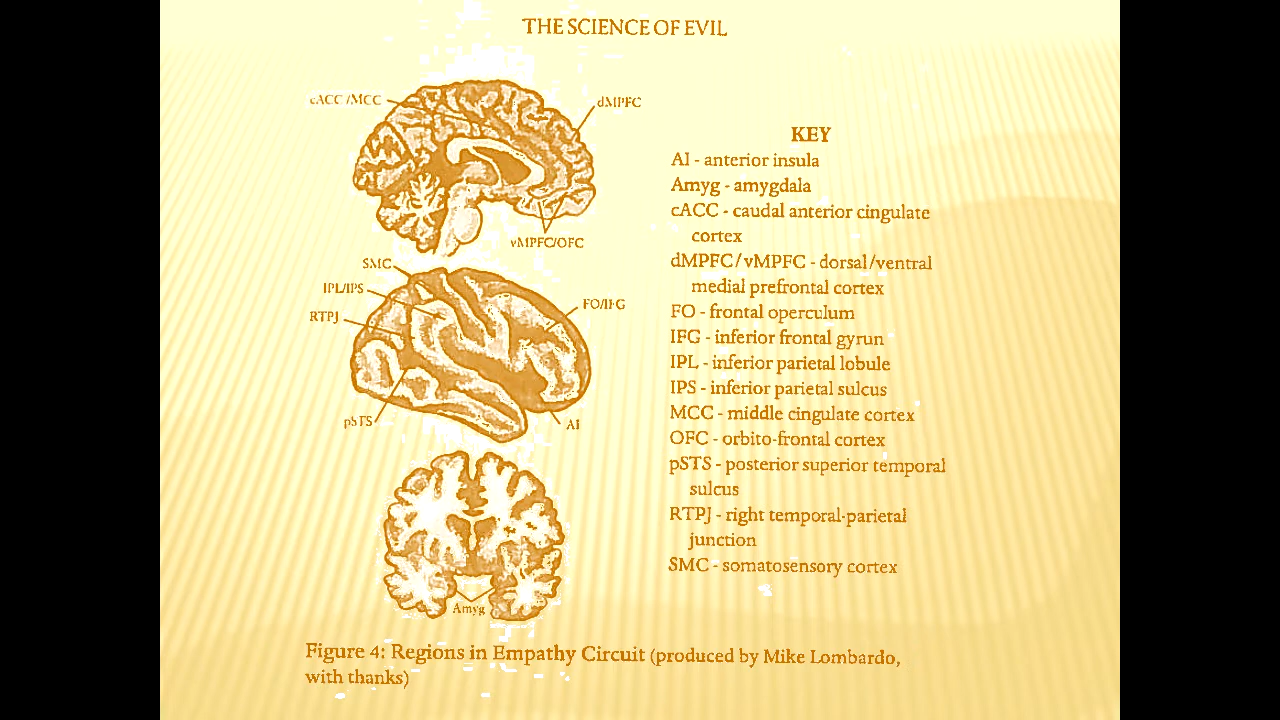 THE SCIENCE OF EVIL
cACC/MCC
dMPFC
vMPFC/OFC
SMC
IPL/IPS
RTPJ
FO/IFG
pSTS
AI
Amyg
KEY
AI - anterior insula
Amyg - amygdala
cACC - caudal anterior cingulate
cortex
dMPFC/vMPFC - dorsal/ventral
medial prefrontal cortex
FO - frontal operculum
IFG - inferior frontal gyrun
IPL - inferior parietal lobule
IPS - inferior parietal sulcus
MCC - middle cingulate cortex
OFC - orbito-frontal cortex
pSTS - posterior superior temporal
sulcus
RTPJ - right temporal-parietal
junction
SMC - somatosensory cortex
Figure 4: Regions in Empathy Circuit (produced by Mike Lombardo,
with thanks)